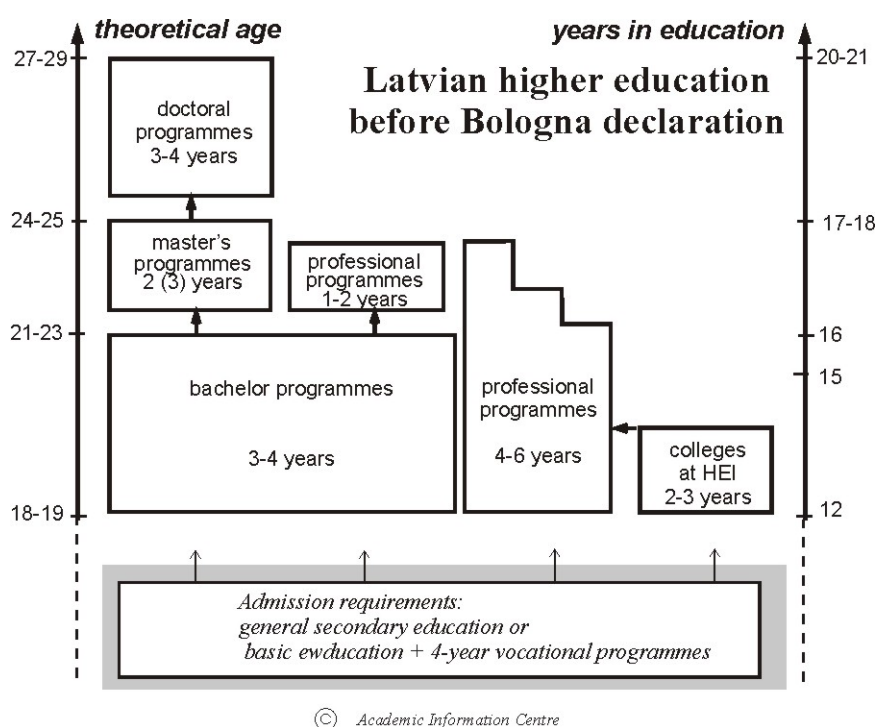 theoretical age
years in education
27-29
20-21
Latvian higher education
before Bologna declaration
doctoral
programmes
3-4 years
24-25
17-18
master's
programmes
2 (3) years
professional
programmes
1-2 years
21-23
16
15
bachelor programmes
3-4 years
professional
programmes
4-6 years
colleges
at HEI
2-3 years
18-19
12
Admission requirements:
general secondary education or
basic ewducation + 4-year vocational programmes
© Academic Information Centre